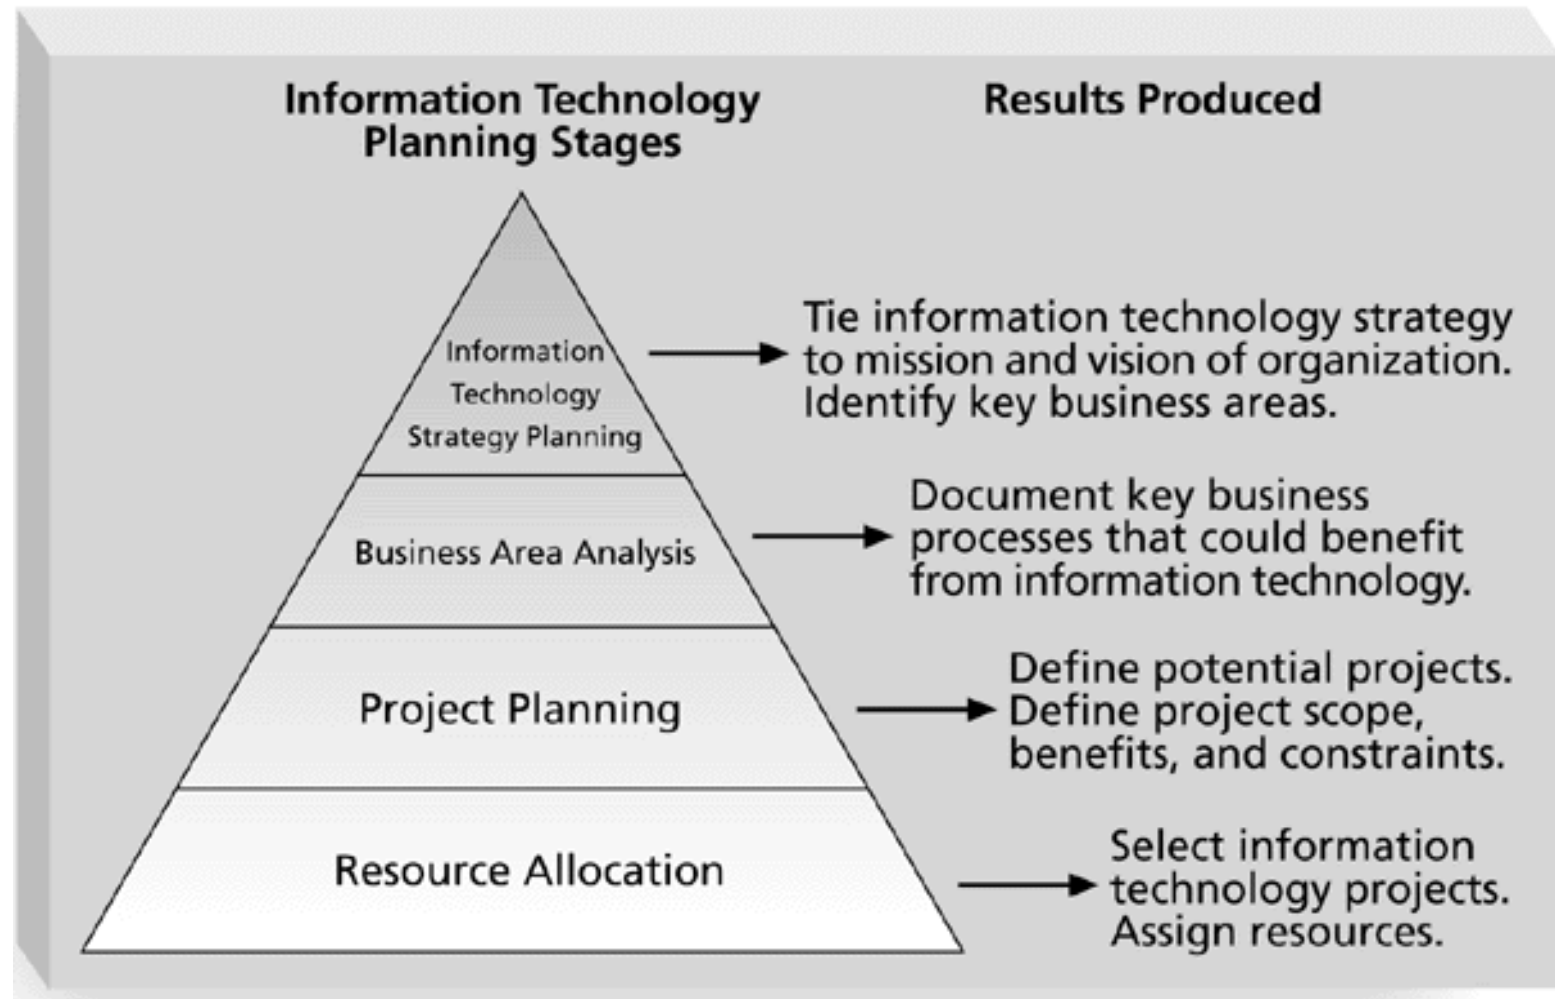 Information Technology
Planning Stages
Results Produced
Information
Technology
Strategy Planning
Tie information technology strategy
to mission and vision of organization.
Identify key business areas.
Business Area Analysis
Document key business
processes that could benefit
from information technology.
Project Planning
Define potential projects.
Define project scope,
benefits, and constraints.
Resource Allocation
Select information
technology projects.
Assign resources.